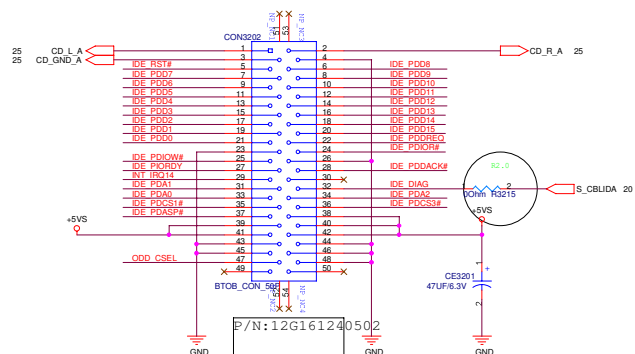 CON3202
NP_NC1 51
53 NP_NC3
25 CD_L_A 1 2 CD_R_A 25
25 CD_GND_A 3 4
IDE_RST# 5 6 IDE_PDD8
IDE_PDD7 7 8 IDE_PDD9
IDE_PDD6 9 10 IDE_PDD10
IDE_PDD5 11 12 IDE_PDD11
IDE_PDD4 13 14 IDE_PDD12
IDE_PDD3 15 16 IDE_PDD13
IDE_PDD2 17 18 IDE_PDD14
IDE_PDD1 19 20 IDE_PDD15
IDE_PDD0 21 22 IDE_PDDREQ
23 24 IDE_PDIOR#
IDE_PDIOW# 25 26
IDE_PIORDY 27 28 IDE_PDDACK#
INT_IRQ14 29 30
IDE_PDA1 31 32 IDE_DIAG
IDE_PDA0 33 34 IDE_PDA2
IDE_PDCS1# 35 36 IDE_PDCS3#
IDE_PDASP# 37 38
39 40
41 42
43 44
45 46
ODD_CSEL 47 48
49 50
+5VS
BTOB_CON_50P
NP_NC2 52
54 NP_NC4
R2.0
1 2
0Ohm R3215
S_CBLIDA 20
+5VS
1
CE3201
+
47UF/6.3V
2
P/N:12G161240502
GND
GND
GND